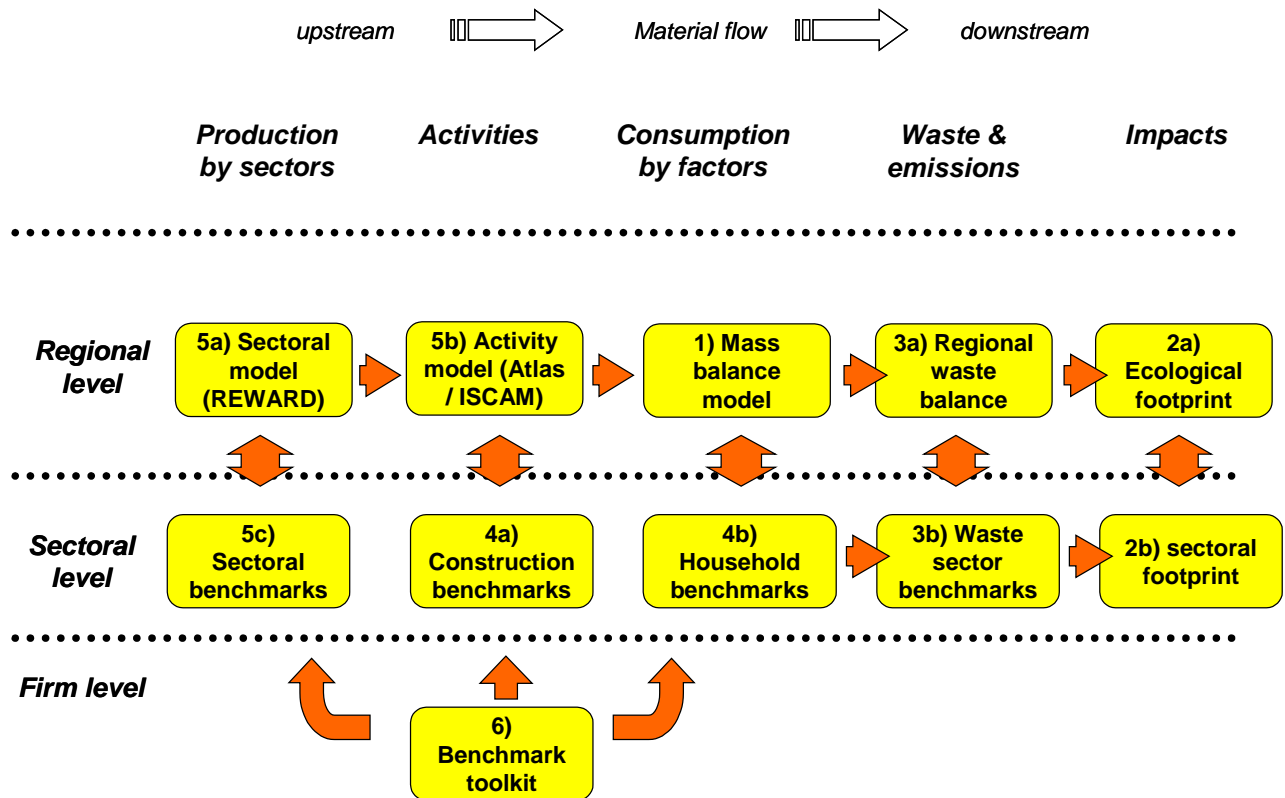 upstream Material flow downstream
Production Activities Consumption Waste & Impacts
by sectors by factors emissions
Regional
level
5a) Sectoral
model
(REWARD)
5b) Activity
model (Atlas
/ ISCAM)
1) Mass
balance
model
3a) Regional
waste
balance
2a)
Ecological
footprint
Sectoral
level
5c)
Sectoral
benchmarks
4a)
Construction
benchmarks
4b)
Household
benchmarks
3b) Waste
sector
benchmarks
2b) sectoral
footprint
Firm level
6)
Benchmark
toolkit